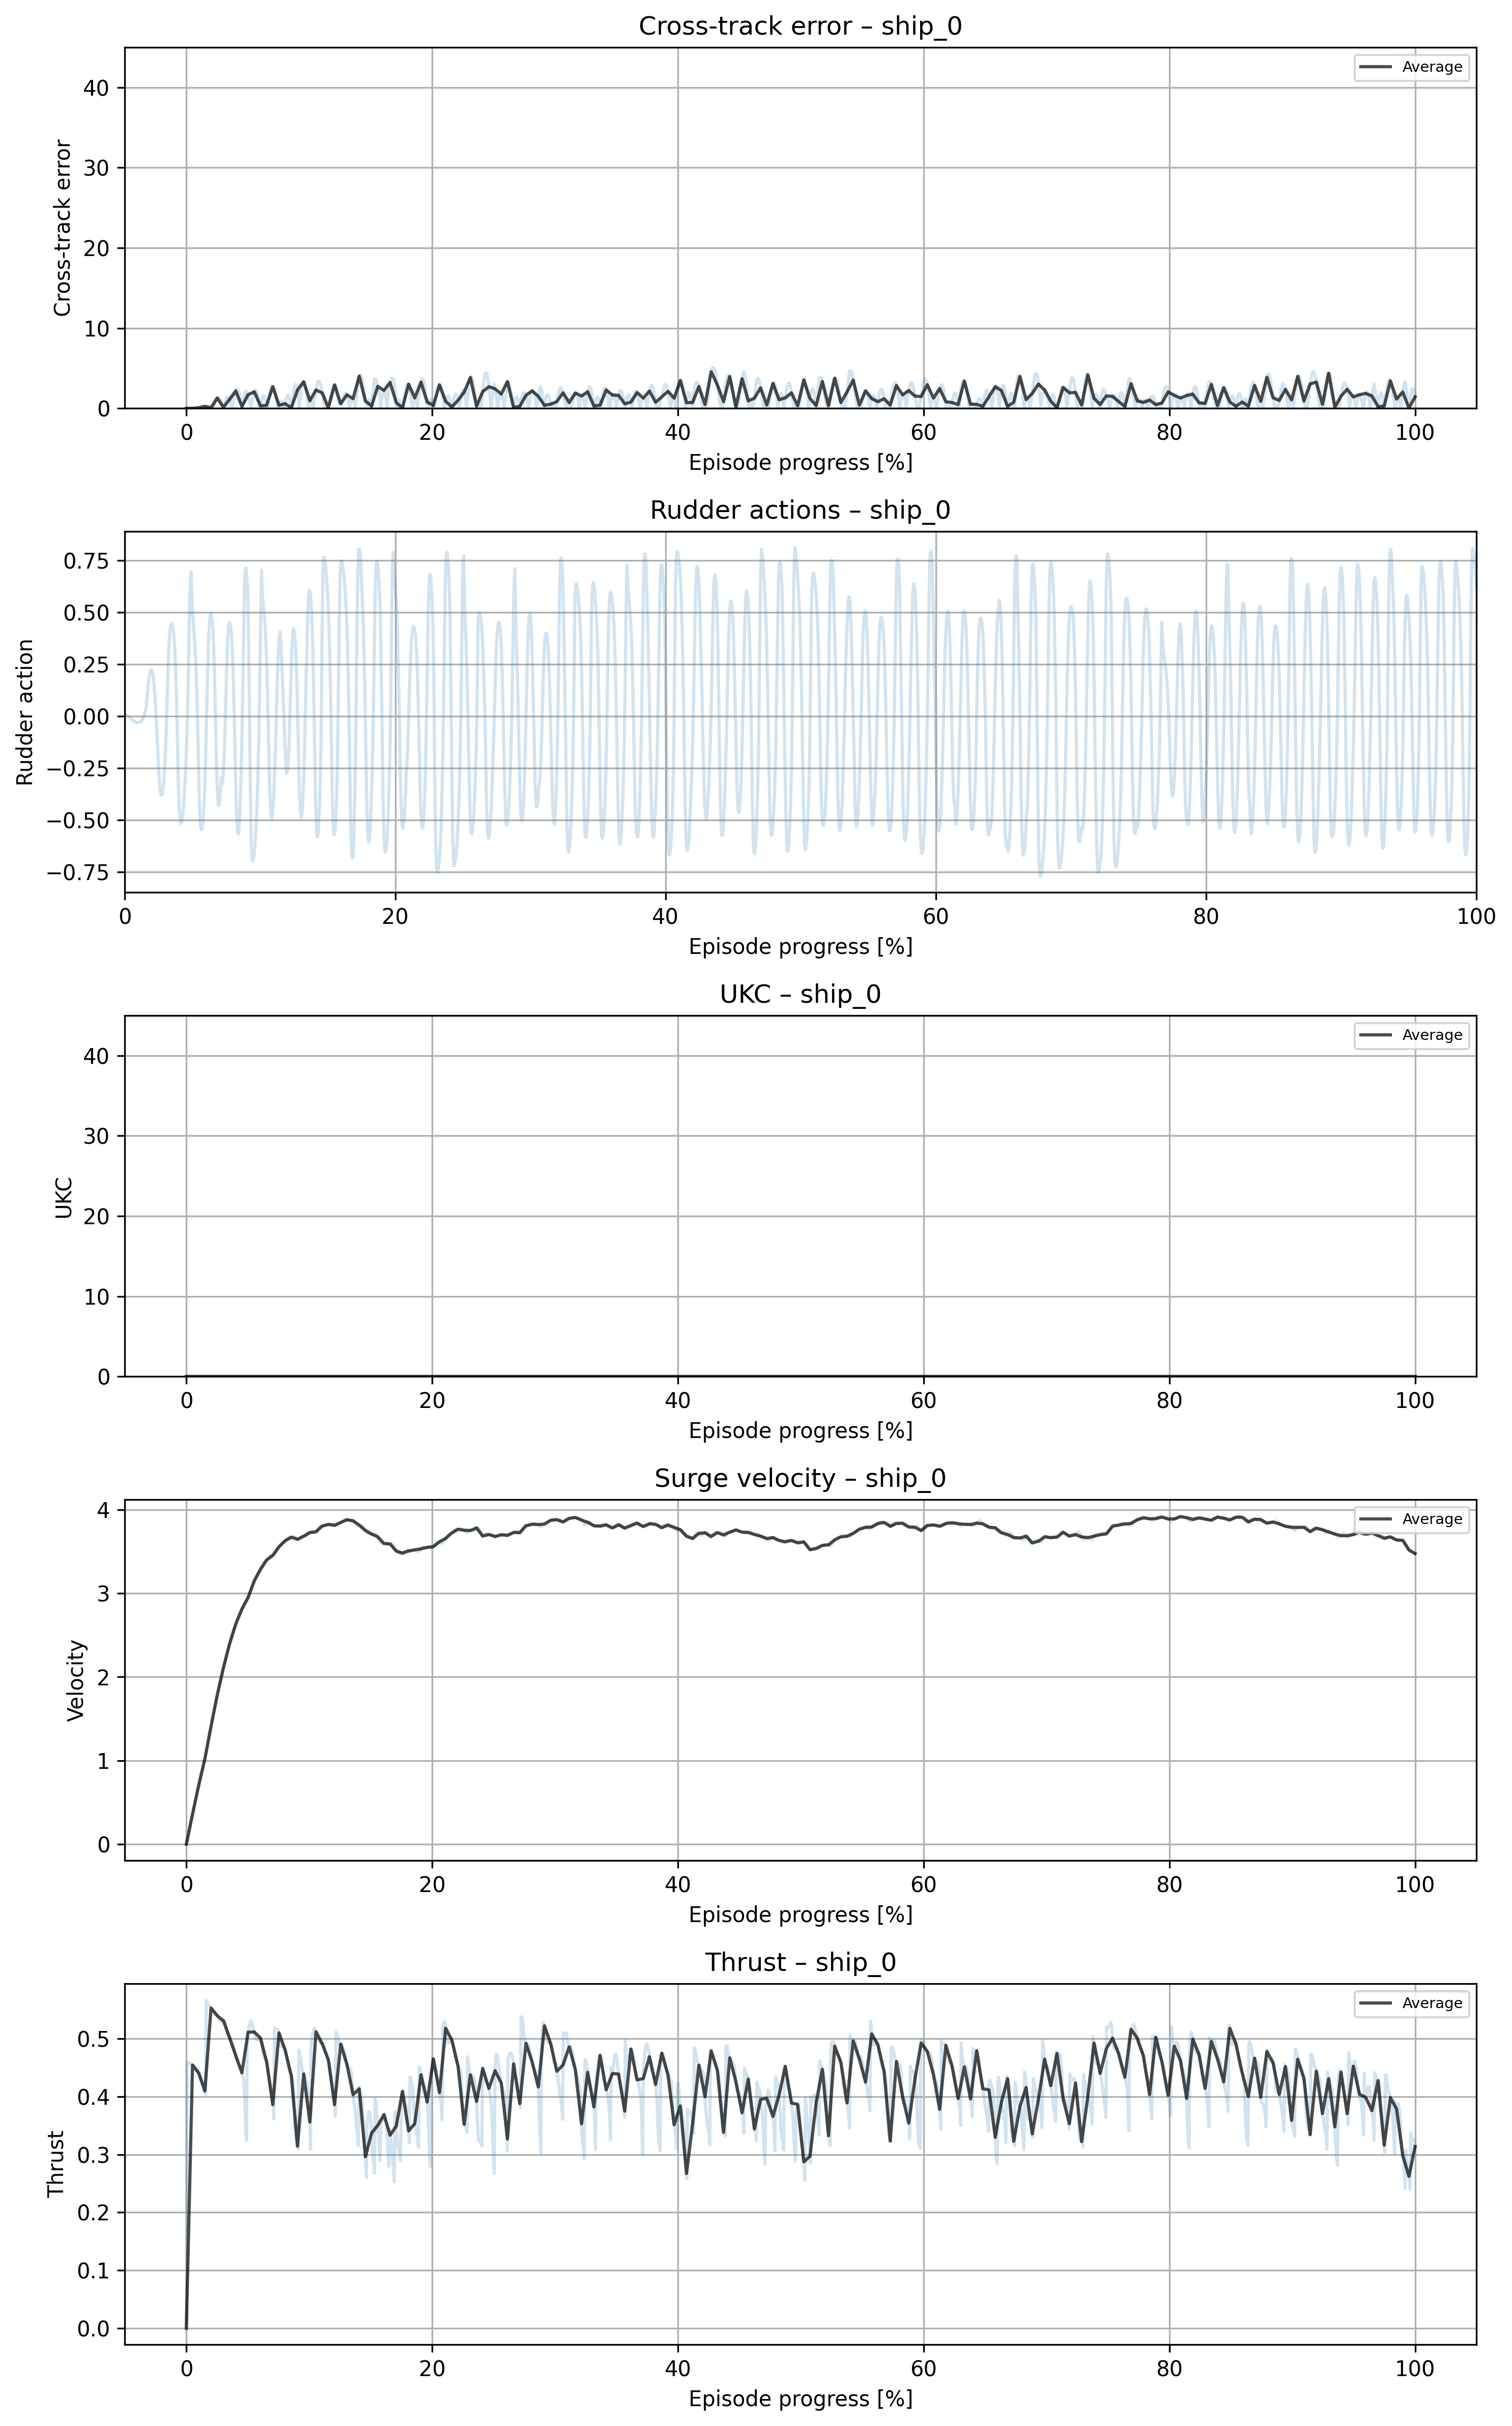 Cross-track error – ship_0
Average
40
30
20
10
0
Cross-track error
0 20 40 60 80 100
Episode progress [%]
Rudder actions – ship_0
0.75
0.50
0.25
0.00
−0.25
−0.50
−0.75
Rudder action
0 20 40 60 80 100
Episode progress [%]
UKC – ship_0
Average
40
30
20
10
0
UKC
0 20 40 60 80 100
Episode progress [%]
Surge velocity – ship_0
Average
4
3
2
1
0
Velocity
0 20 40 60 80 100
Episode progress [%]
Thrust – ship_0
Average
0.5
0.4
0.3
0.2
0.1
0.0
Thrust
0 20 40 60 80 100
Episode progress [%]